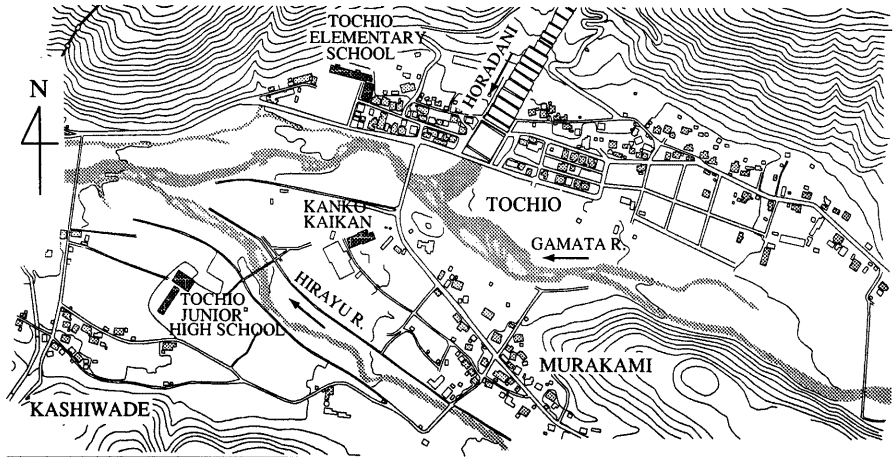 TOCHIO
ELEMENTARY
SCHOOL
HORADANI
N
TOCHIO
KANKO
KAIKAN
GAMATA R.
HIRAYU R.
TOCHIO
JUNIOR
HIGH SCHOOL
MURAKAMI
KASHIWADE